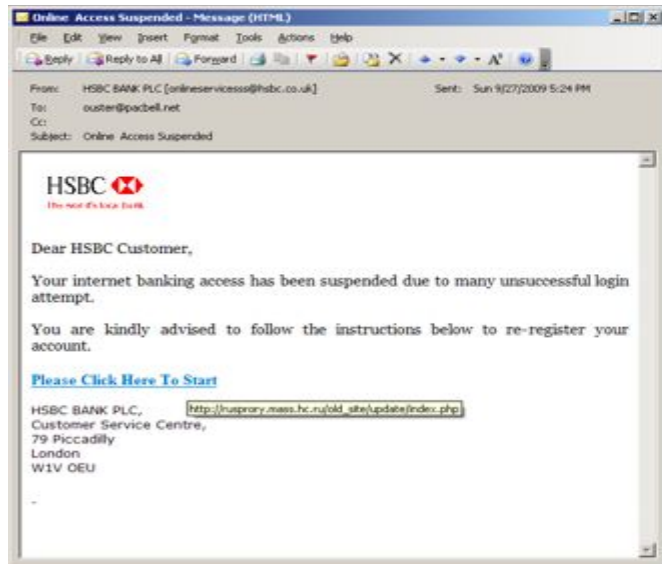 Online Access Suspended - Message (HTML)
File Edit View Insert Format Tools Actions Help
Reply Reply to All Forward
From: HSBC BANK PLC [onlineservicesss@hsbc.co.uk] Sent: Sun 9/27/2009 5:24 PM
To: ouster@pacbell.net
Cc:
Subject: Online Access Suspended
HSBC
The world's local bank
Dear HSBC Customer,
Your internet banking access has been suspended due to many unsuccessful login
attempt.
You are kindly advised to follow the instructions below to re-register your
account.
Please Click Here To Start
HSBC BANK PLC, http://rusprory.mass.hc.ru/old_site/update/index.php
Customer Service Centre,
79 Piccadilly
London
W1V OEU
-